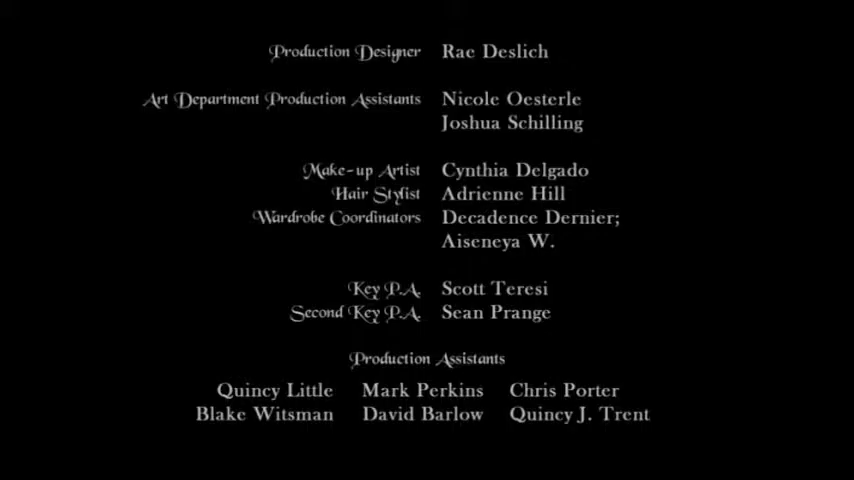 Production Designer Rae Deslich
Art Department Production Assistants Nicole Oesterle
Joshua Schilling
Make-up Artist Cynthia Delgado
Hair Stylist Adrienne Hill
Wardrobe Coordinators Decadence Dernier;
Aiseneya W.
Key P.A. Scott Teresi
Second Key P.A. Sean Prange
Production Assistants
Quincy Little Mark Perkins Chris Porter
Blake Witsman David Barlow Quincy J. Trent